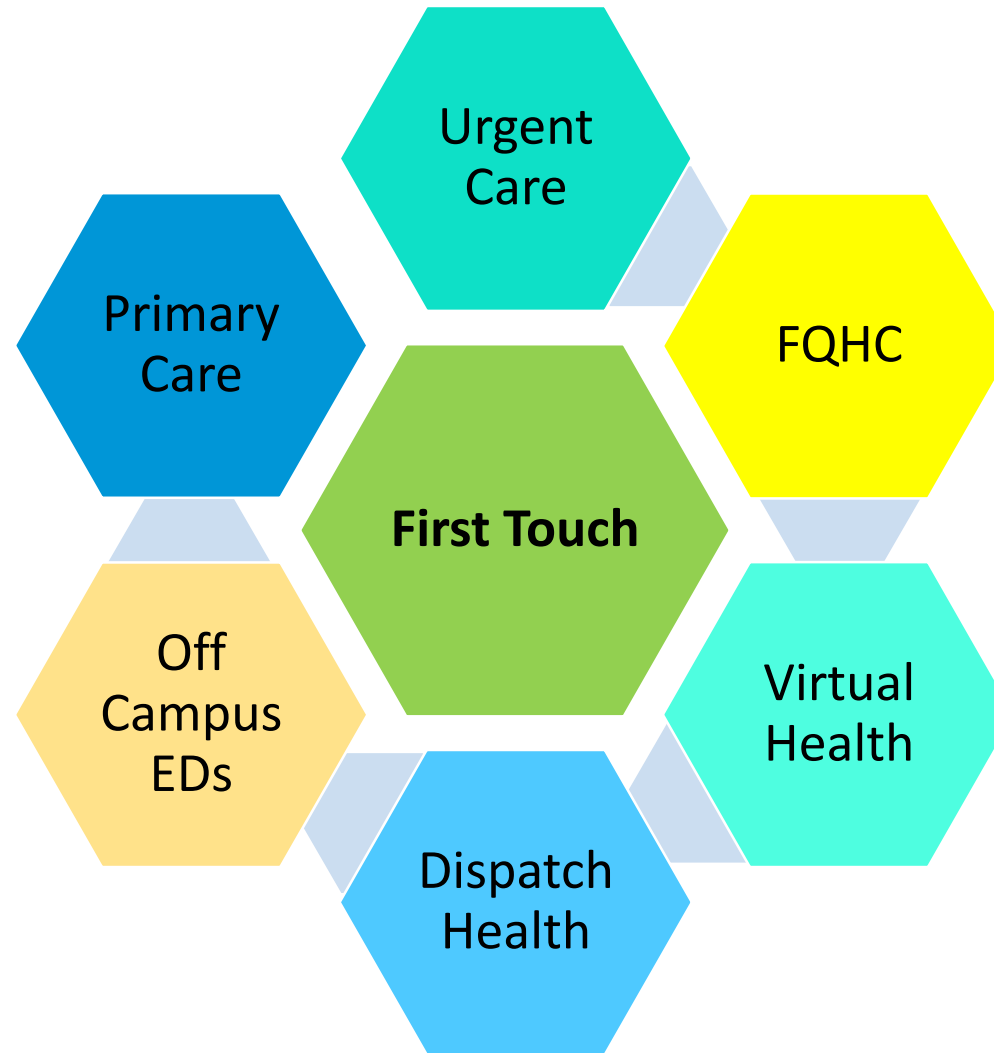 Urgent
Care
Primary
Care
FQHC
First Touch
Off
Campus
EDs
Virtual
Health
Dispatch
Health